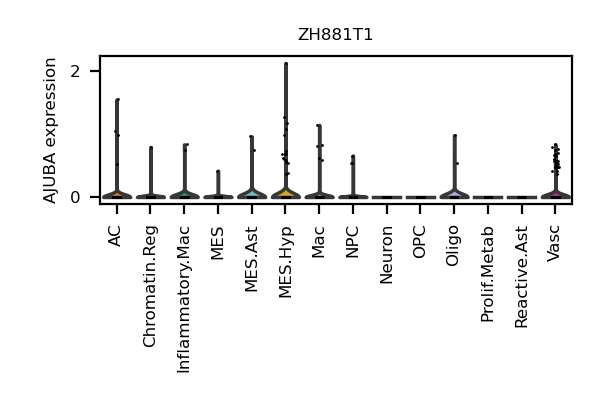 ZH881T1
AJUBA expression
2
0
AC
Chromatin.Reg
Inflammatory.Mac
MES
MES.Ast
MES.Hyp
Mac
NPC
Neuron
OPC
Oligo
Prolif.Metab
Reactive.Ast
Vasc